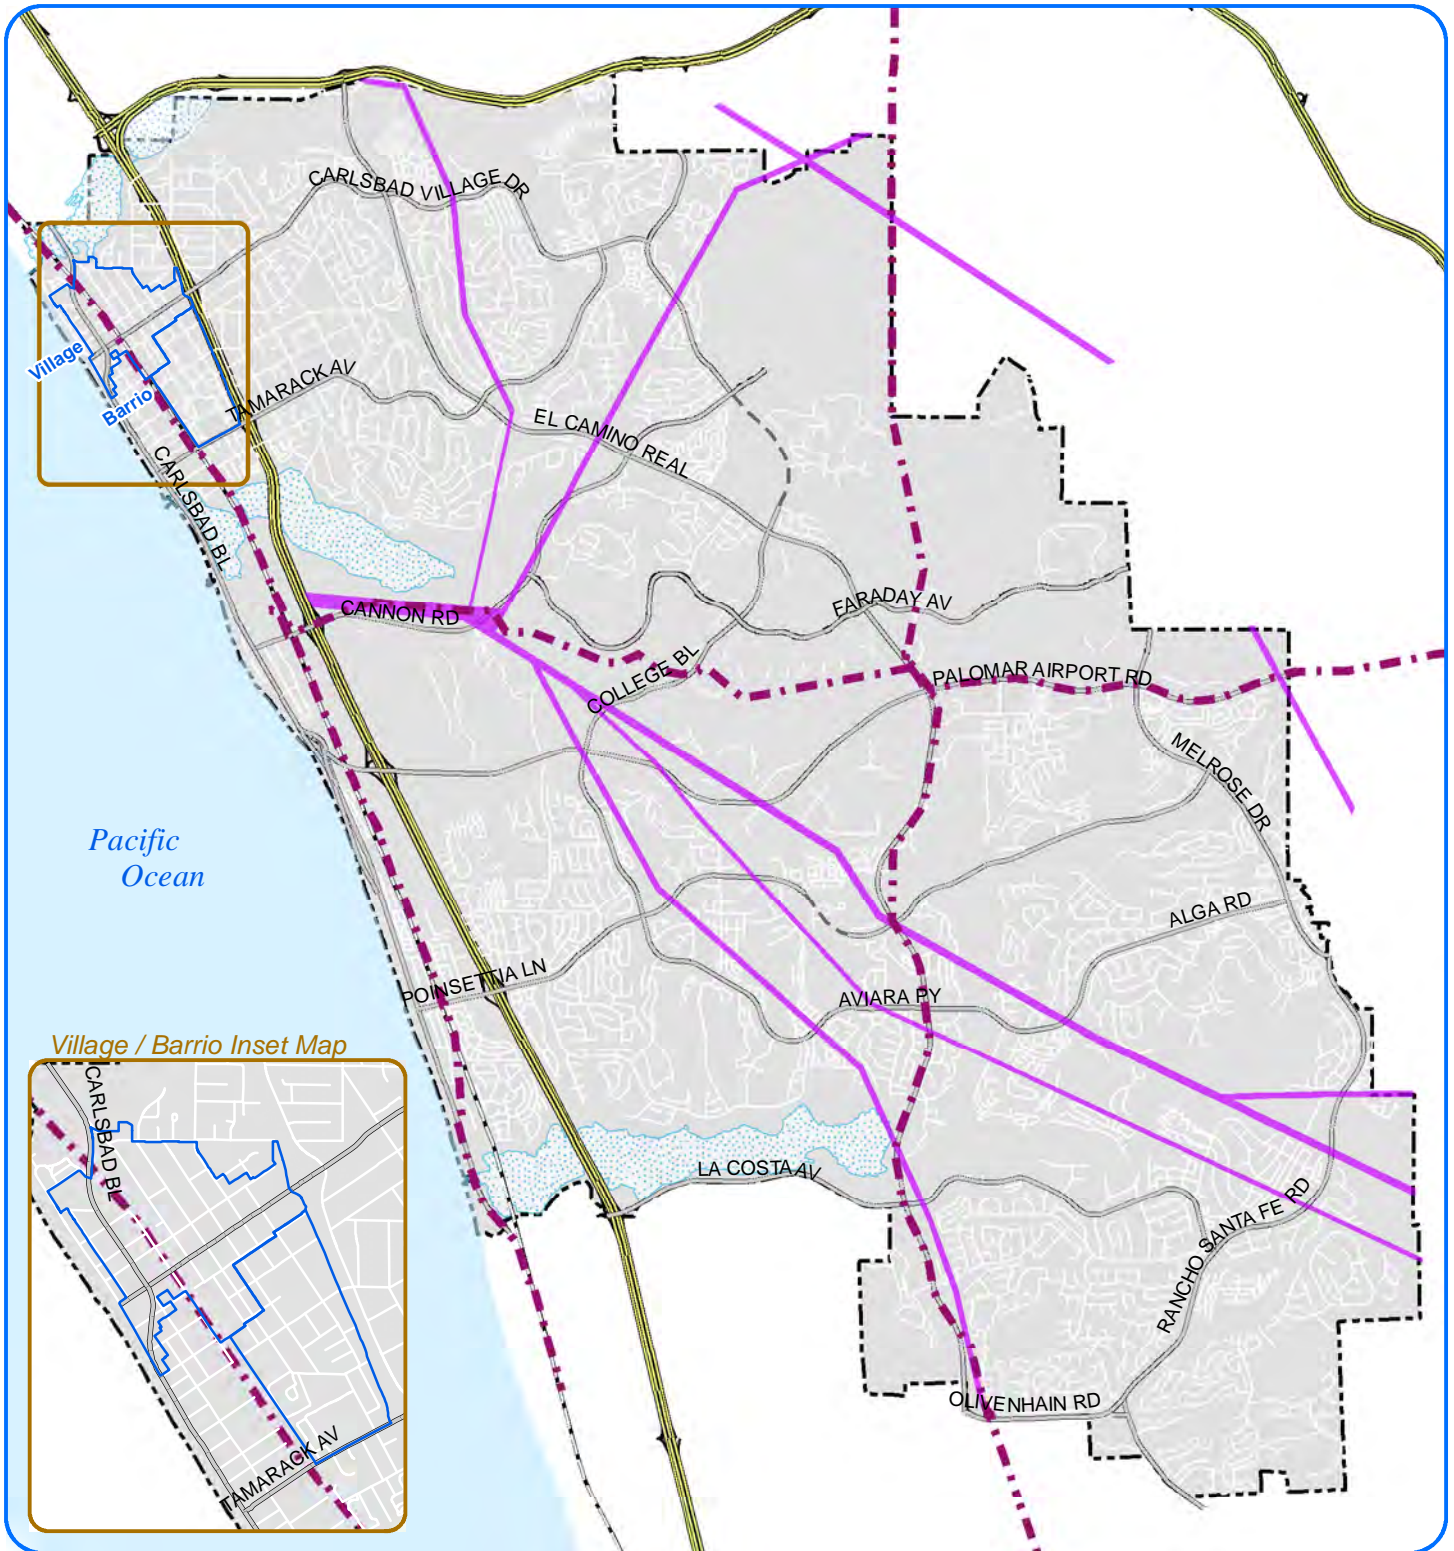 CARLSBAD VILLAGE DR
Village
Barrio
TAMARACK AV
EL CAMINO REAL
CARLSBAD BL
CANNON RD
FARADAY AV
COLLEGE BL
PALOMAR AIRPORT RD
MELROSE DR
Pacific
Ocean
ALGA RD
POINSETTIA LN
AVIARA PY
Village / Barrio Inset Map
CARLSBAD BL
LA COSTA AV
RANCHO SANTA FE RD
OLIVENHAIN RD
TAMARACK AV